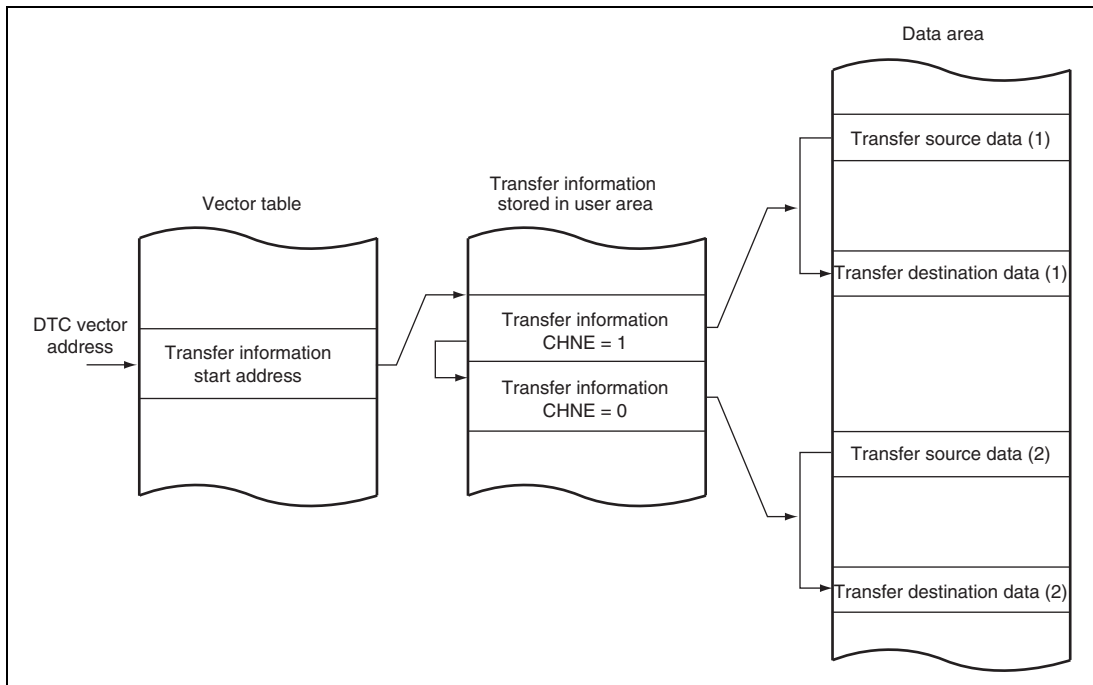 Data area
Transfer source data (1)
Transfer information
stored in user area
Vector table
Transfer destination data (1)
DTC vector
address
Transfer information
start address
Transfer information
CHNE = 1
Transfer information
CHNE = 0
Transfer source data (2)
Transfer destination data (2)